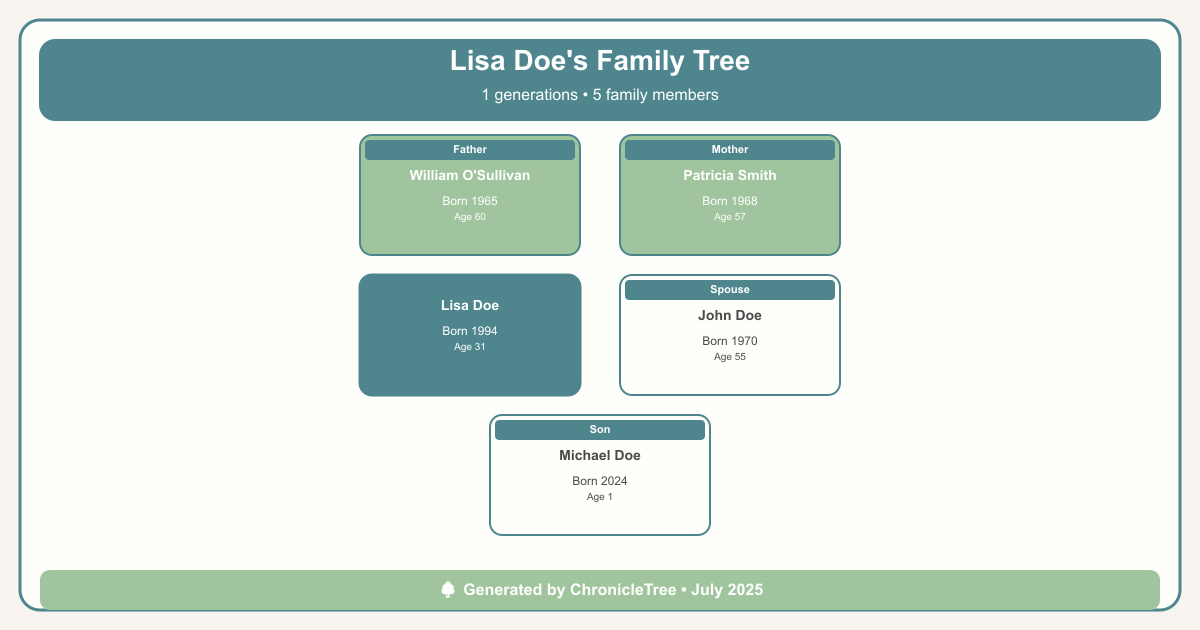 Lisa Doe's Family Tree
1 generations • 5 family members
Father
William O'Sullivan
Born 1965
Age 60
Mother
Patricia Smith
Born 1968
Age 57
Lisa Doe
Born 1994
Age 31
Spouse
John Doe
Born 1970
Age 55
Son
Michael Doe
Born 2024
Age 1
Generated by ChronicleTree • July 2025